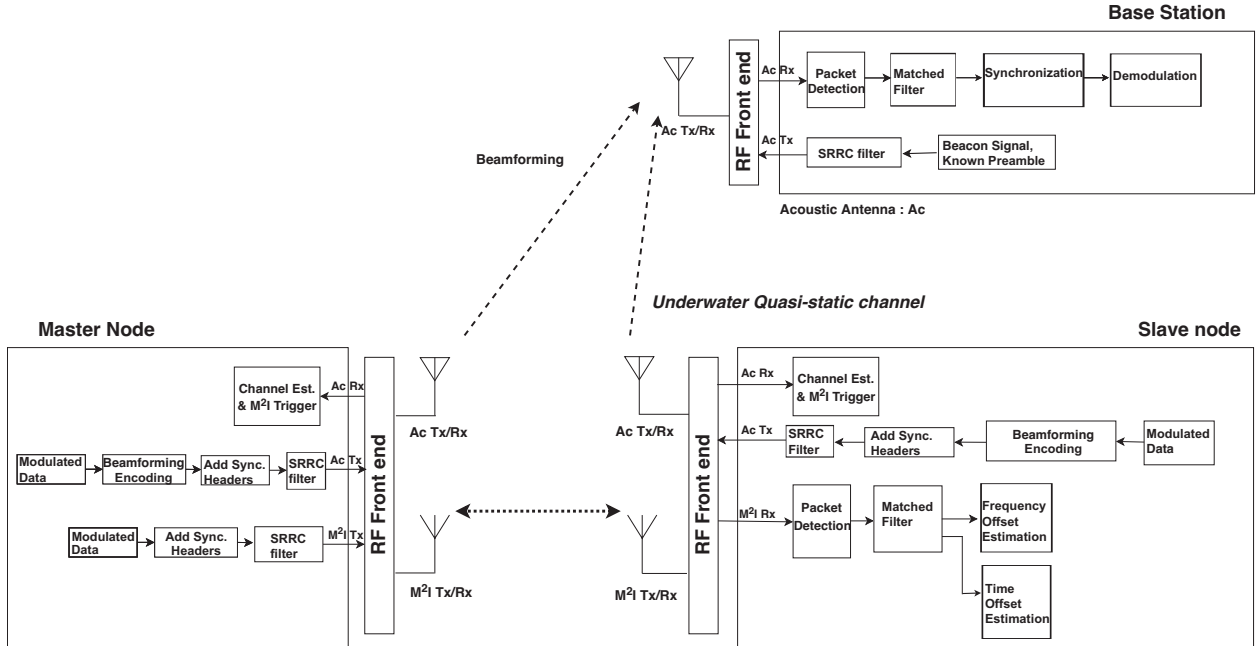 Base Station
RF Front end
Ac Rx
Packet
Detection
Matched
Filter
Synchronization
Demodulation
Ac Tx/Rx
Ac Tx
SRRC filter
Beacon Signal,
Known Preamble
Beamforming
Acoustic Antenna : Ac
Underwater Quasi-static channel
Master Node
Channel Est.
& M²I Trigger
Ac Rx
RF Front end
Ac Tx/Rx
Modulated
Data
Beamforming
Encoding
Add Sync.
Headers
SRRC
filter
Ac Tx
Modulated
Data
Add Sync.
Headers
SRRC
filter
M²I Tx
M²I Tx/Rx
Slave node
Ac Tx/Rx
RF Front end
Ac Rx
Channel Est.
& M²I Trigger
Ac Tx
SRRC
Filter
Add Sync.
Headers
Beamforming
Encoding
Modulated
Data
M²I Rx
Packet
Detection
Matched
Filter
Frequency
Offset
Estimation
Time
Offset
Estimation
M²I Tx/Rx